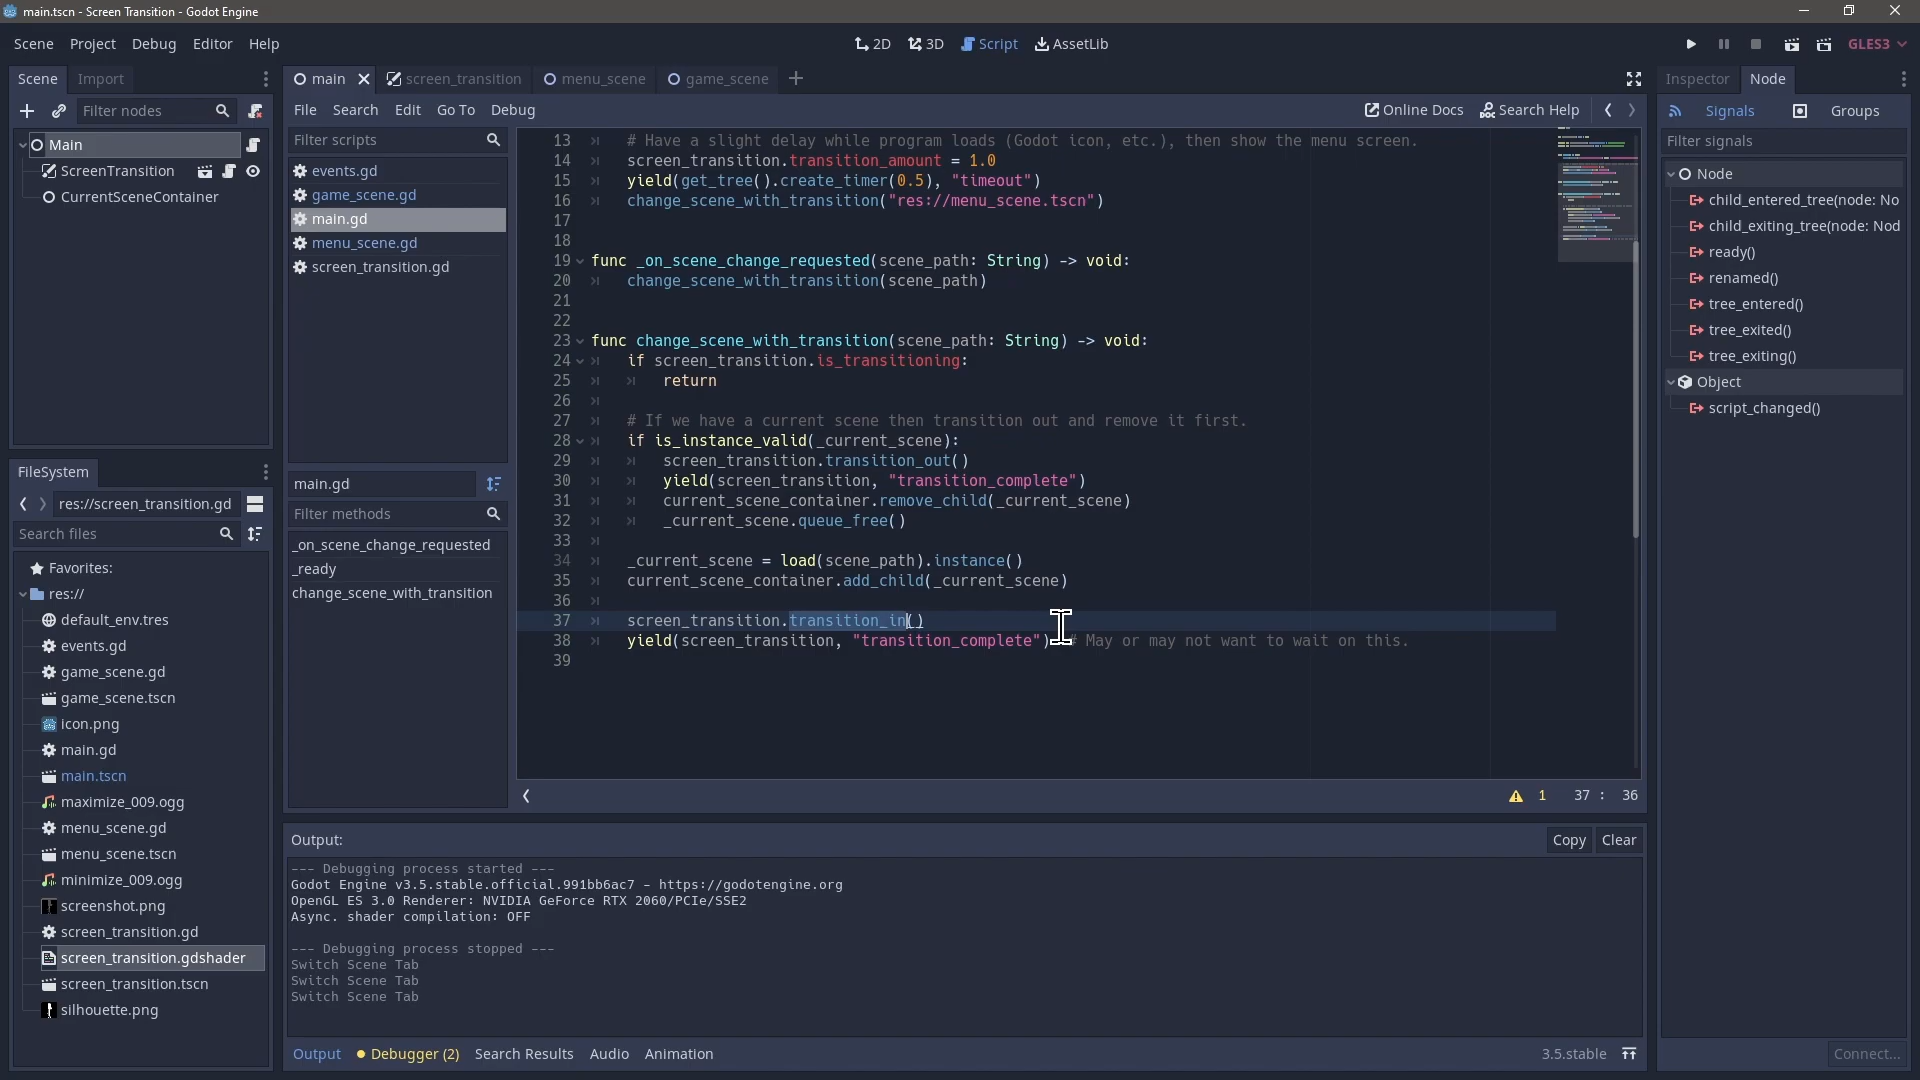 main.tscn - Screen Transition - Godot Engine
Scene Project Debug Editor Help
2D 3D Script AssetLib
GLES3
Scene Import
Filter nodes
Main
ScreenTransition
CurrentSceneContainer
FileSystem
res://screen_transition.gd
Search files
Favorites:
res://
default_env.tres
events.gd
game_scene.gd
game_scene.tscn
icon.png
main.gd
main.tscn
maximize_009.ogg
menu_scene.gd
menu_scene.tscn
minimize_009.ogg
screenshot.png
screen_transition.gd
screen_transition.gdshader
screen_transition.tscn
silhouette.png
main screen_transition menu_scene game_scene
File Search Edit Go To Debug
Online Docs Search Help
Filter scripts
events.gd
game_scene.gd
main.gd
menu_scene.gd
screen_transition.gd
main.gd
Filter methods
_on_scene_change_requested
_ready
change_scene_with_transition
13 # Have a slight delay while program loads (Godot icon, etc.), then show the menu screen.
14 screen_transition.transition_amount = 1.0
15 yield(get_tree().create_timer(0.5), "timeout")
16 change_scene_with_transition("res://menu_scene.tscn")
17
18
19 func _on_scene_change_requested(scene_path: String) -> void:
20 change_scene_with_transition(scene_path)
21
22
23 func change_scene_with_transition(scene_path: String) -> void:
24 if screen_transition.is_transitioning:
25 return
26
27 # If we have a current scene then transition out and remove it first.
28 if is_instance_valid(_current_scene):
29 screen_transition.transition_out()
30 yield(screen_transition, "transition_complete")
31 current_scene_container.remove_child(_current_scene)
32 _current_scene.queue_free()
33
34 _current_scene = load(scene_path).instance()
35 current_scene_container.add_child(_current_scene)
36
37 screen_transition.transition_in()
38 yield(screen_transition, "transition_complete") # May or may not want to wait on this.
39
1 37 : 36
Output:
Copy Clear
--- Debugging process started ---
Godot Engine v3.5.stable.official.991bb6ac7 - https://godotengine.org
OpenGL ES 3.0 Renderer: NVIDIA GeForce RTX 2060/PCIe/SSE2
Async. shader compilation: OFF
--- Debugging process stopped ---
Switch Scene Tab
Switch Scene Tab
Switch Scene Tab
Output Debugger (2) Search Results Audio Animation
3.5.stable
Inspector Node
Signals Groups
Filter signals
Node
child_entered_tree(node: No
child_exiting_tree(node: Nod
ready()
renamed()
tree_entered()
tree_exited()
tree_exiting()
Object
script_changed()
Connect...